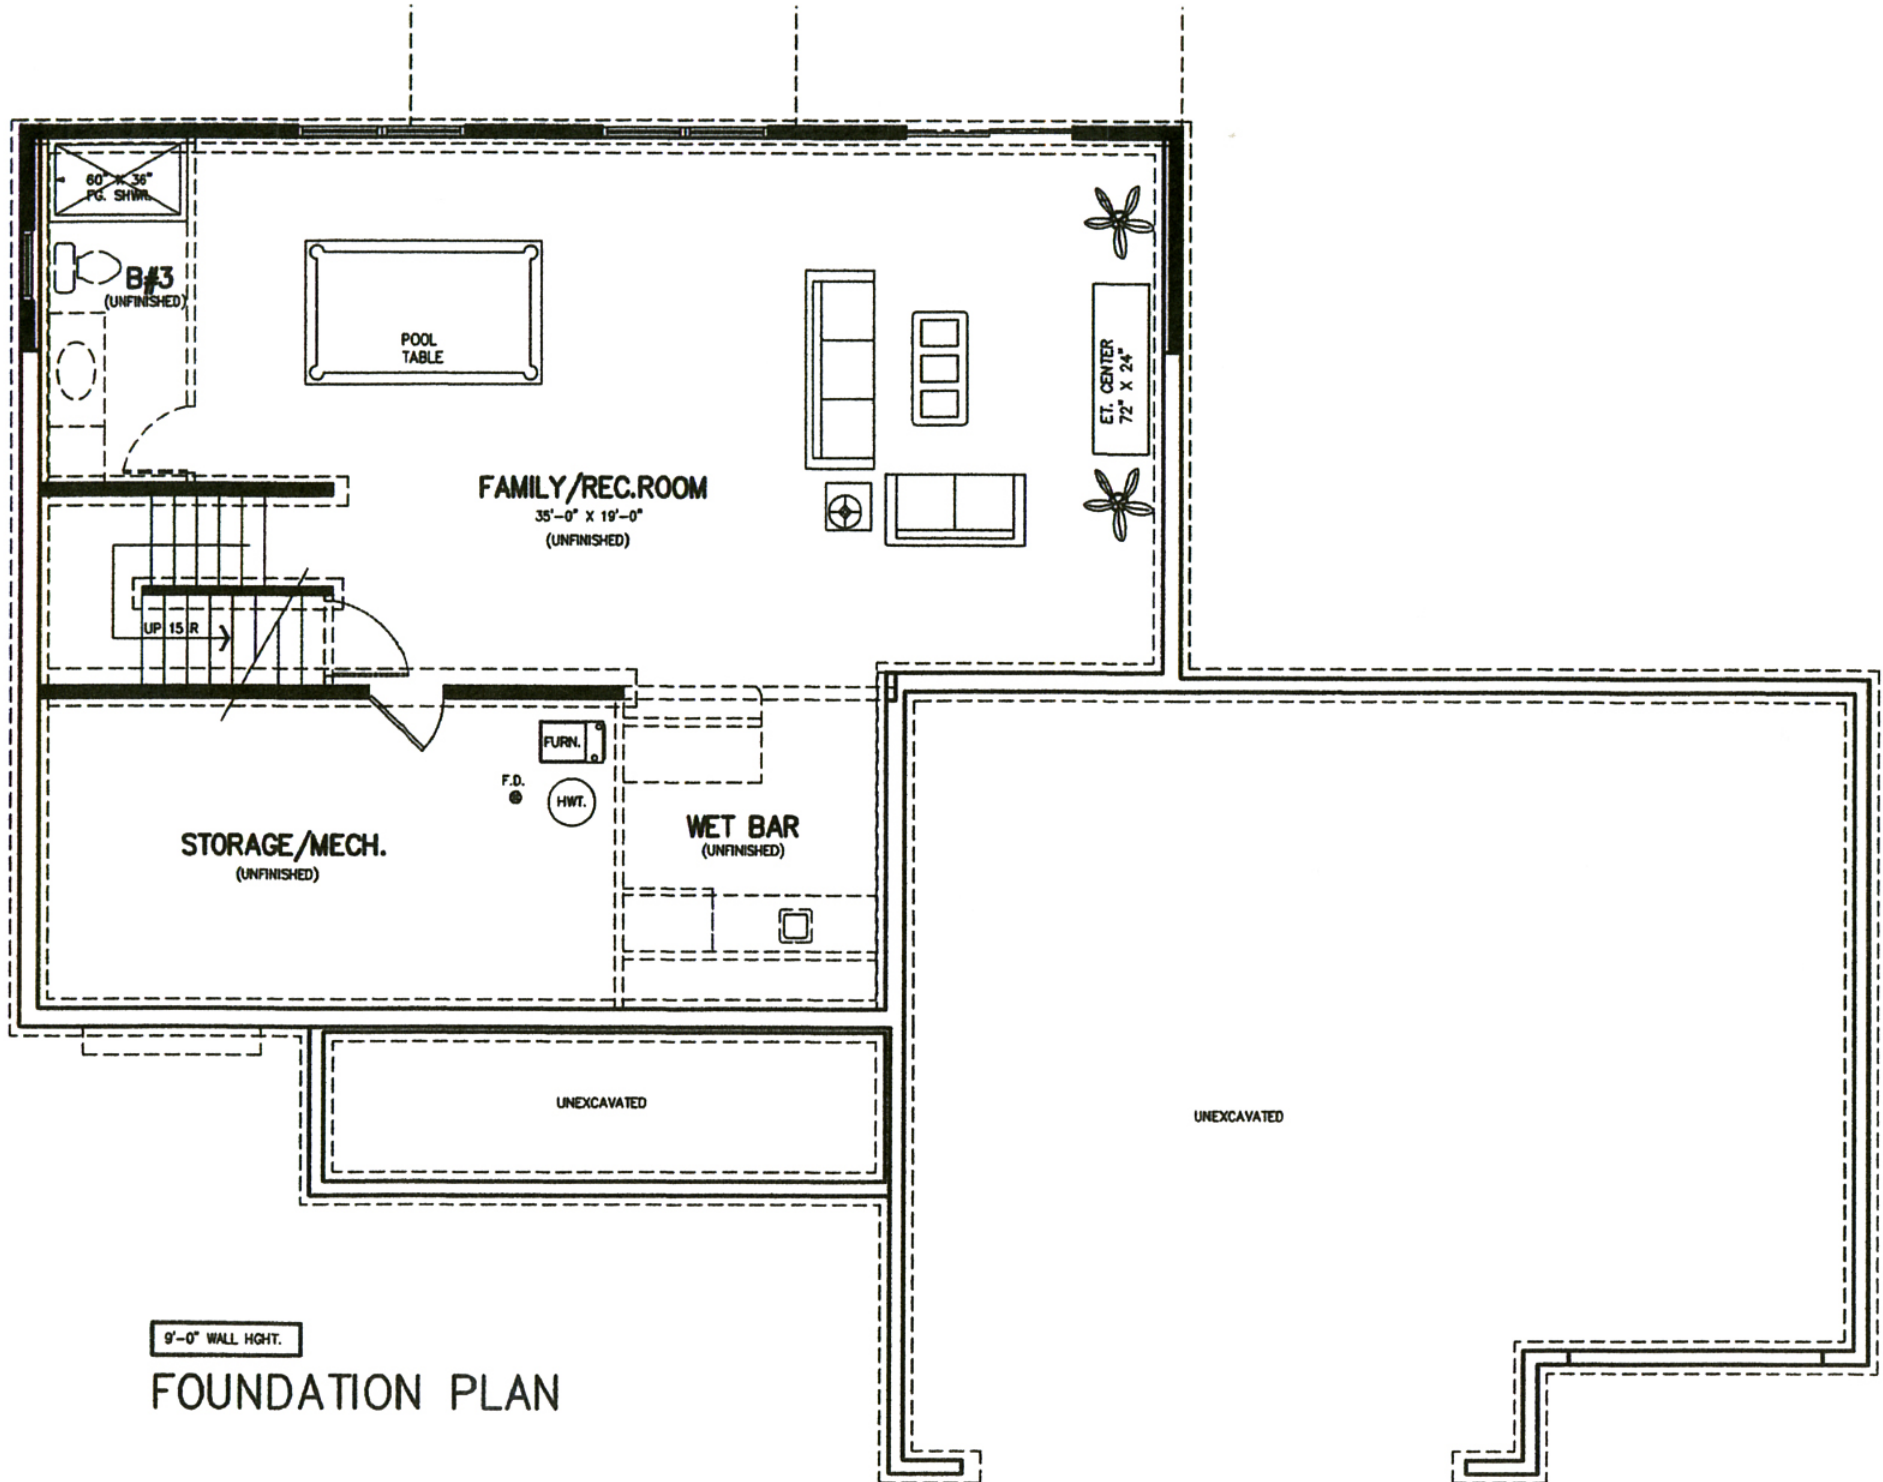 60" X 36"
FG. SHWR.
B#3
(UNFINISHED)
POOL
TABLE
ET. CENTER
72" X 24"
FAMILY/REC.ROOM
35'-0" X 19'-0"
(UNFINISHED)
UP 15 R
FURN.
F.D.
HWT.
STORAGE/MECH.
(UNFINISHED)
WET BAR
(UNFINISHED)
UNEXCAVATED
UNEXCAVATED
9'-0" WALL HGHT.
FOUNDATION PLAN